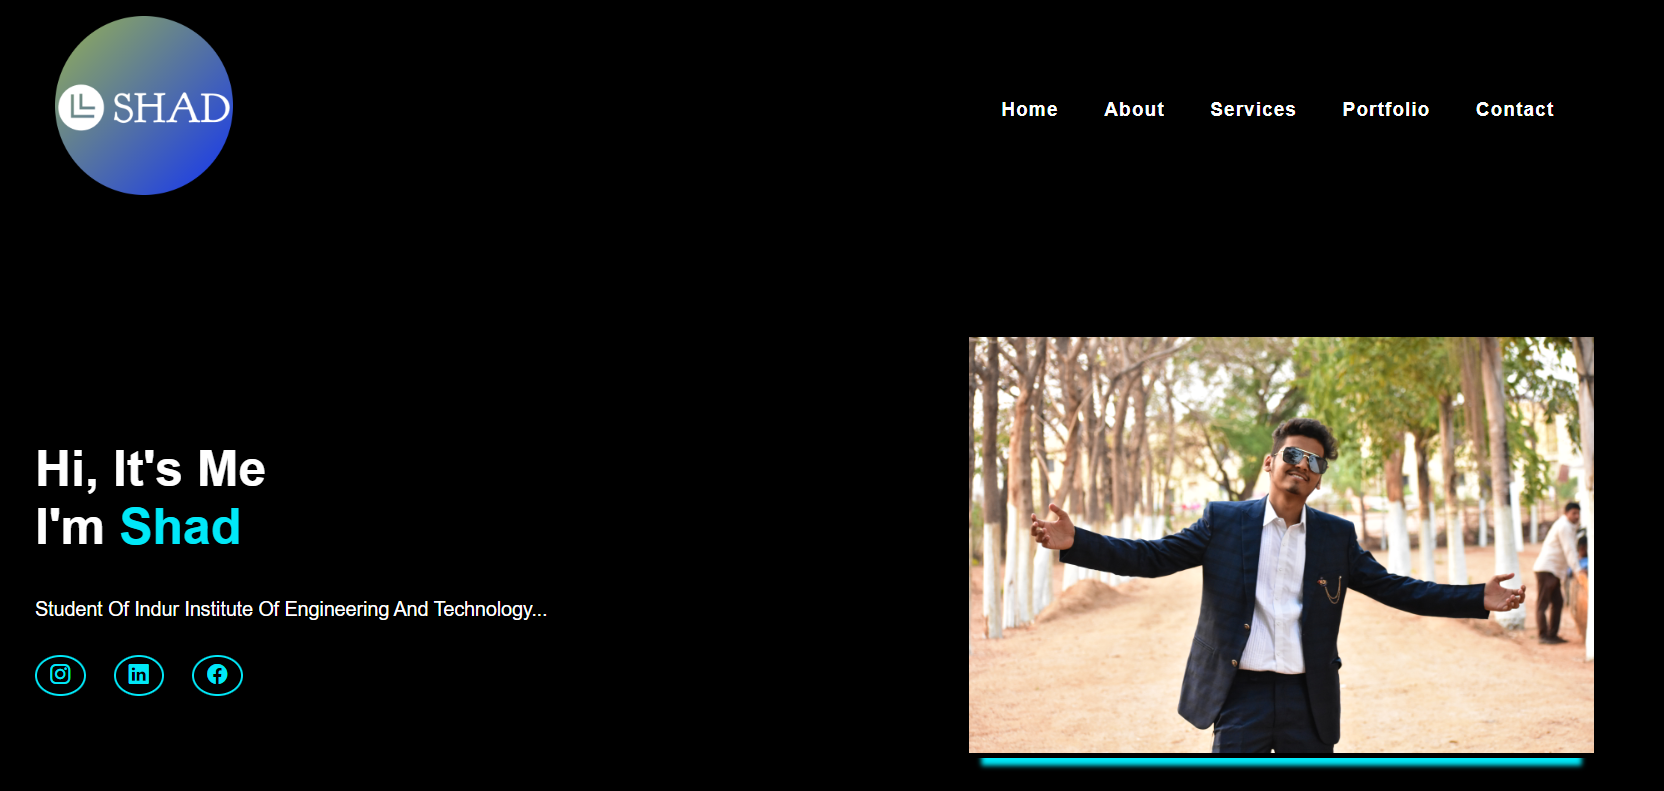 SHAD
Home About Services Portfolio Contact
Hi, It's Me
I'm Shad
Student Of Indur Institute Of Engineering And Technology...